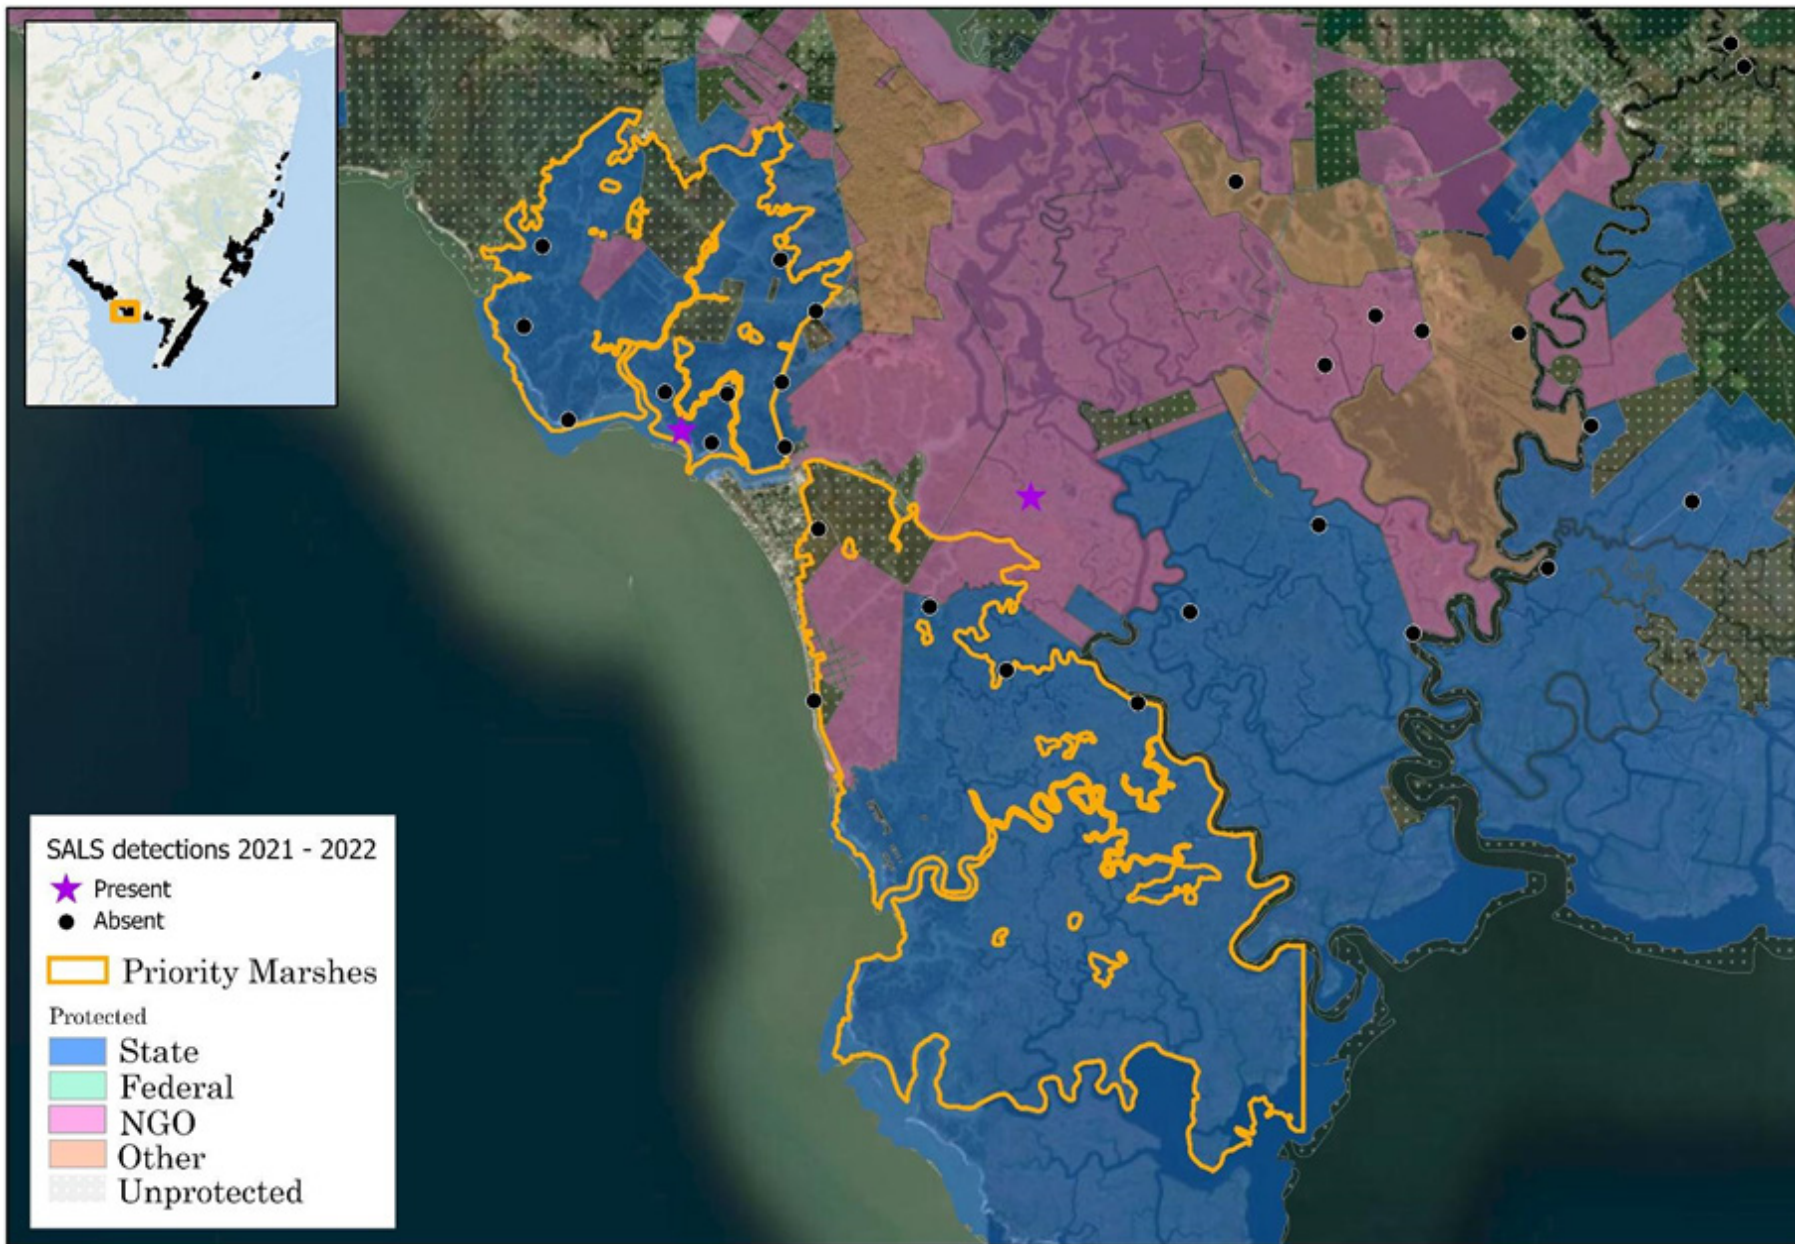 SALS detections 2021 - 2022
Present
Absent
Priority Marshes
Protected
State
Federal
NGO
Other
Unprotected